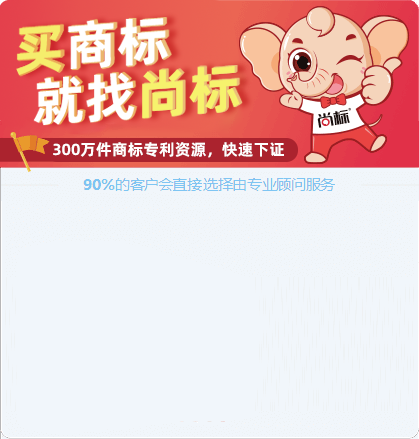 买商标
就找尚标
尚标
300万件商标专利资源，快速下证
90%的客户会直接选择由专业顾问服务